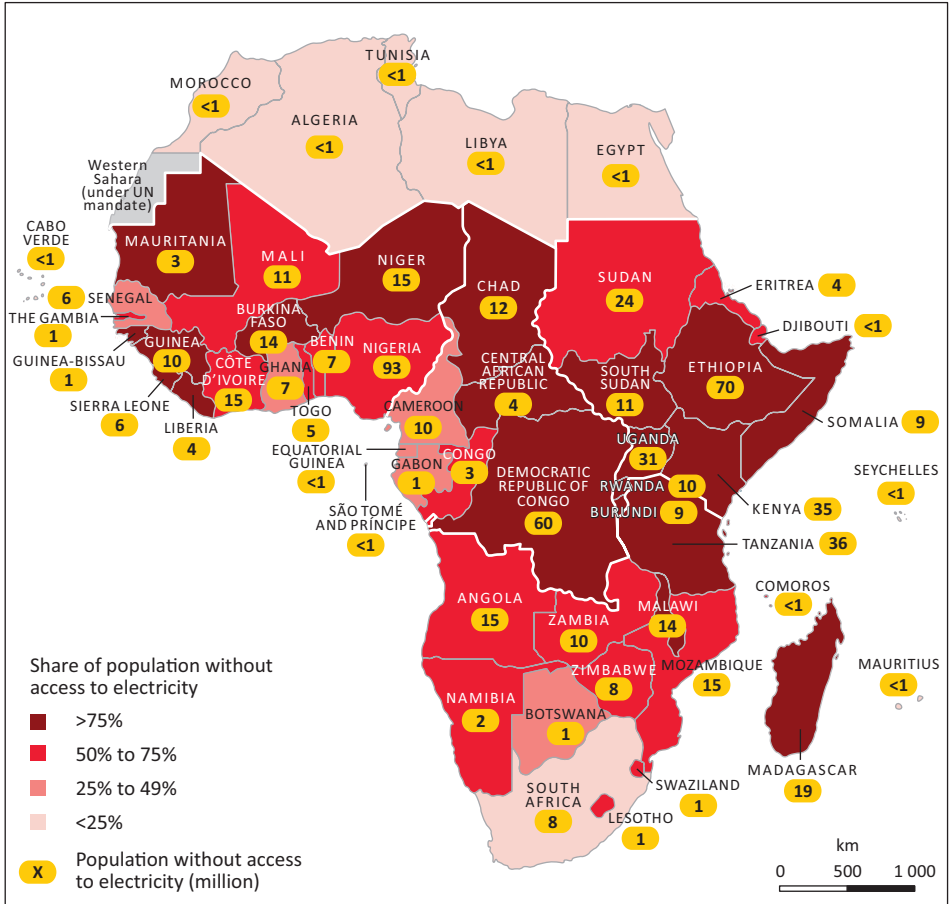 TUNISIA
<1
MOROCCO
<1
ALGERIA
<1
LIBYA
<1
EGYPT
<1
Western
Sahara
(under UN
mandate)
CABO
VERDE
<1
MAURITANIA
3
MALI
11
NIGER
15
CHAD
12
SUDAN
24
ERITREA 4
DJIBOUTI <1
6 SENEGAL
THE GAMBIA
1
GUINEA-BISSAU
1
GUINEA
10
BURKINA
FASO
14
BENIN
7
NIGERIA
93
CÔTE
D'IVOIRE
15
GHANA
7
SIERRA LEONE
6
LIBERIA
4
TOGO
5
CENTRAL
AFRICAN
REPUBLIC
4
SOUTH
SUDAN
11
ETHIOPIA
70
SOMALIA 9
CAMEROON
10
EQUATORIAL
GUINEA
<1
GABON
1
CONGO
3
SÃO TOMÉ
AND PRÍNCIPE
<1
DEMOCRATIC
REPUBLIC OF
CONGO
60
UGANDA
31
RWANDA 10
BURUNDI 9
KENYA 35
TANZANIA 36
SEYCHELLES
<1
COMOROS
<1
ANGOLA
15
ZAMBIA
10
MALAWI
14
MOZAMBIQUE
15
ZIMBABWE
8
NAMIBIA
2
BOTSWANA
1
MAURITIUS
<1
MADAGASCAR
19
SOUTH
AFRICA
8
SWAZILAND
1
LESOTHO
1
Share of population without
access to electricity
>75%
50% to 75%
25% to 49%
<25%
X Population without access
to electricity (million)
km
0 500 1 000